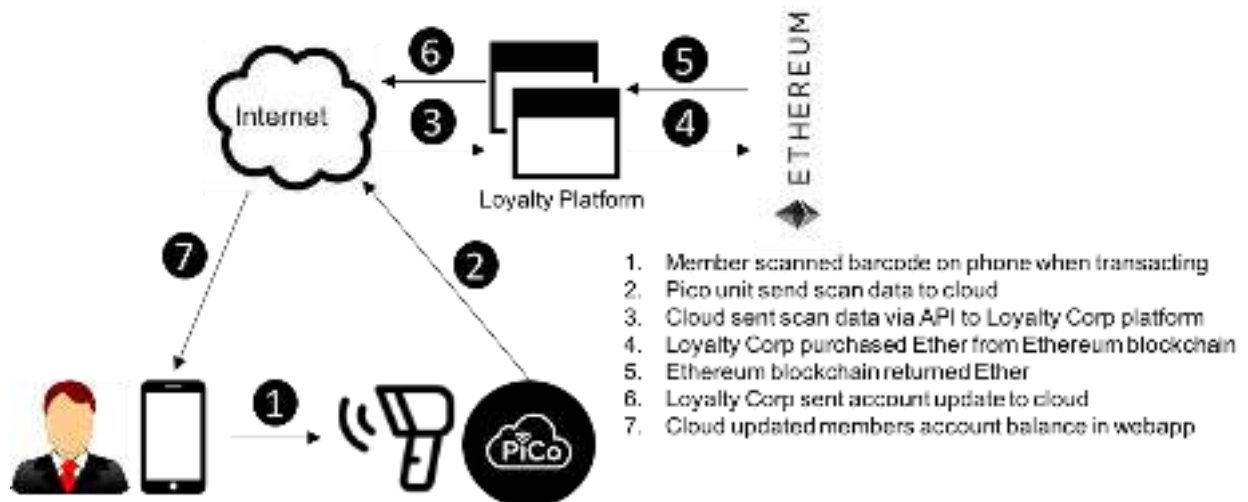 6
5
Internet
3
4
ETHEREUM
Loyalty Platform
7
2
1. Member scanned barcode on phone when transacting
2. Pico unit send scan data to cloud
3. Cloud sent scan data via API to Loyalty Corp platform
4. Loyalty Corp purchased Ether from Ethereum blockchain
5. Ethereum blockchain returned Ether
6. Loyalty Corp sent account update to cloud
7. Cloud updated members account balance in webapp
1
PiCo